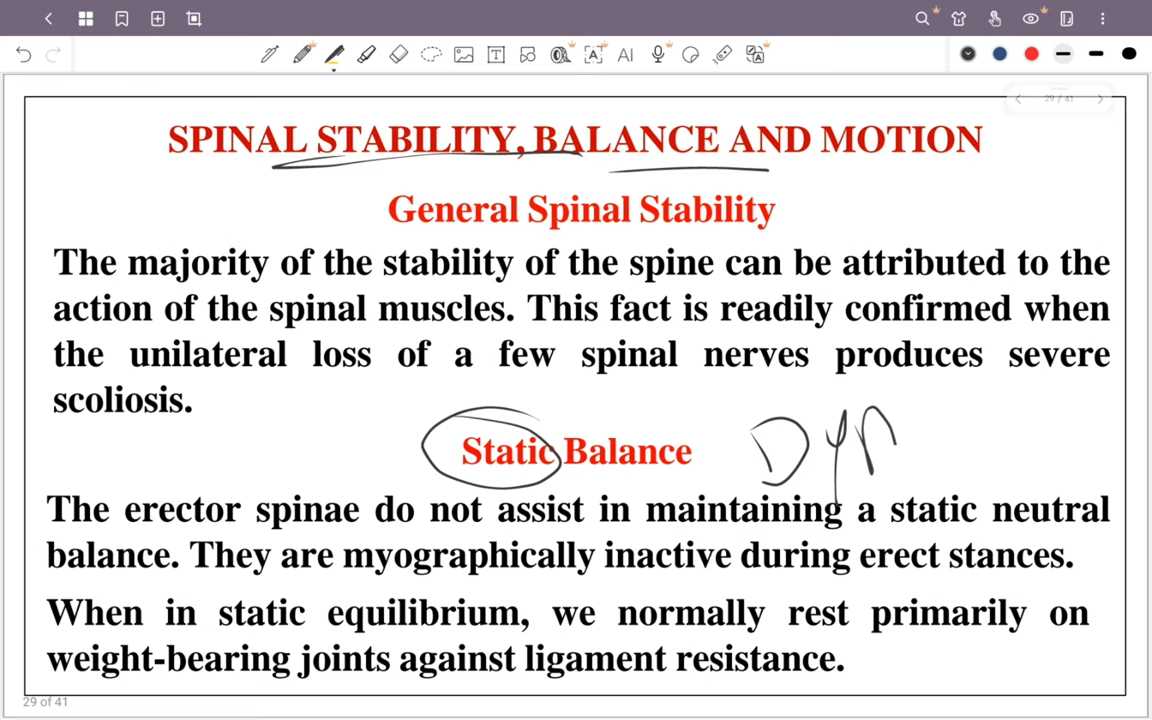 AI
29 / 41
SPINAL STABILITY, BALANCE AND MOTION
General Spinal Stability
The majority of the stability of the spine can be attributed to the
action of the spinal muscles. This fact is readily confirmed when
the unilateral loss of a few spinal nerves produces severe
scoliosis.
Static Balance Dyn
The erector spinae do not assist in maintaining a static neutral
balance. They are myographically inactive during erect stances.
When in static equilibrium, we normally rest primarily on
weight-bearing joints against ligament resistance.
29 of 41